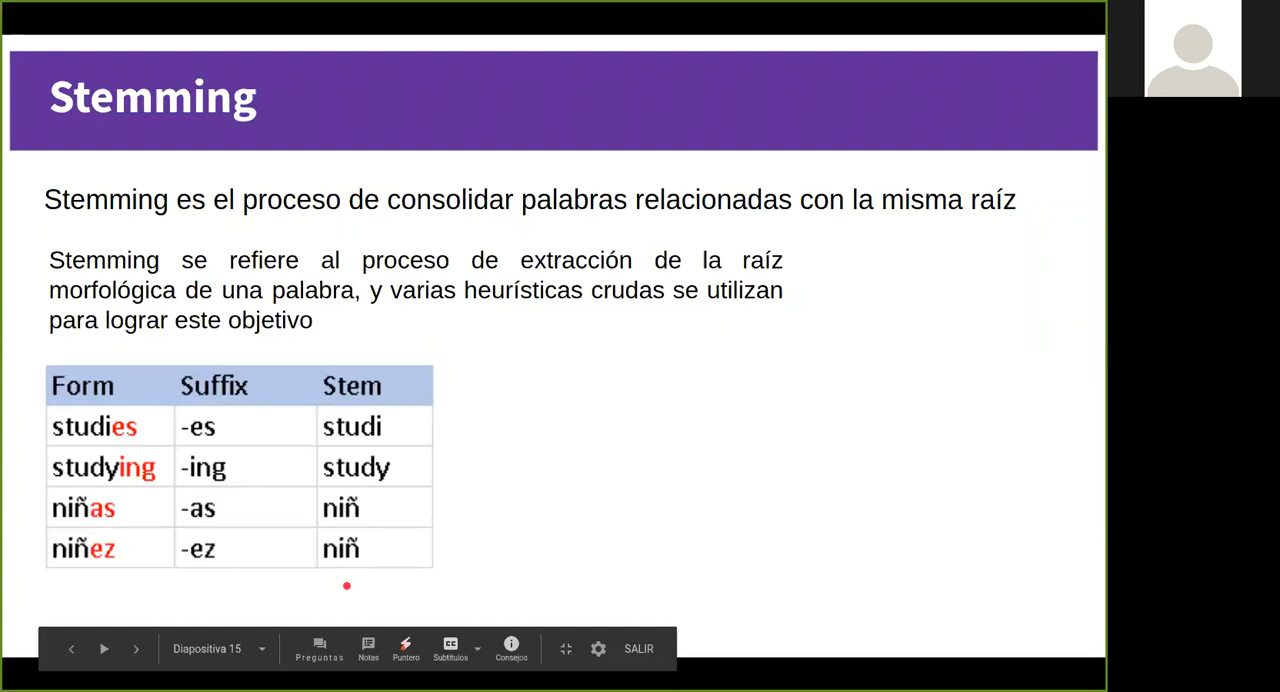 Stemming
Stemming es el proceso de consolidar palabras relacionadas con la misma raíz
Stemming se refiere al proceso de extracción de la raíz
morfológica de una palabra, y varias heurísticas crudas se utilizan
para lograr este objetivo
Form Suffix Stem
studies -es studi
studying -ing study
niñas -as niñ
niñez -ez niñ
Diapositiva 15
Preguntas Notas Puntero CC Subtítulos Consejos SALIR